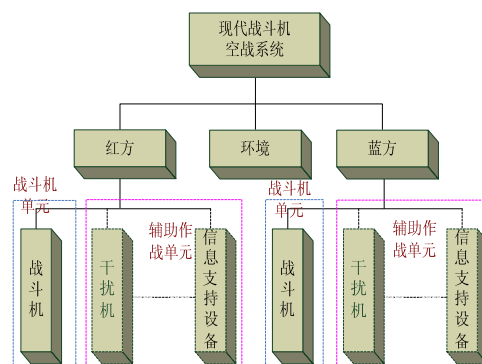 现代战斗机
空战系统
红方
环境
蓝方
战斗机
单元
辅助作
战单元
战斗机
干扰机
信息支持设备
战斗机
单元
辅助作
战单元
战斗机
干扰机
信息支持设备